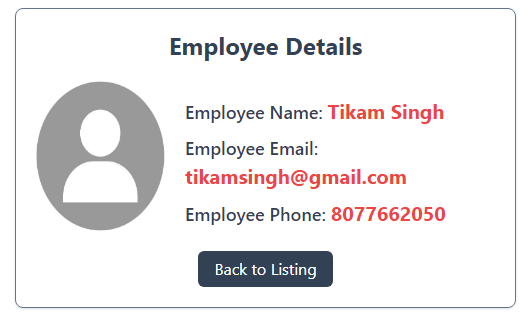 Employee Details
Employee Name: Tikam Singh
Employee Email:
tikamsingh@gmail.com
Employee Phone: 8077662050
Back to Listing